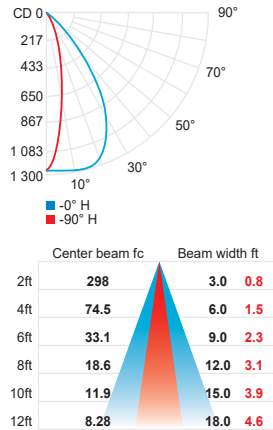 CD 0
90°
217
433
70°
650
867
50°
1 083
30°
1 300
10°
-0° H
-90° H
Center beam fc Beam width ft
2ft 298 3.0 0.8
4ft 74.5 6.0 1.5
6ft 33.1 9.0 2.3
8ft 18.6 12.0 3.1
10ft 11.9 15.0 3.9
12ft 8.28 18.0 4.6